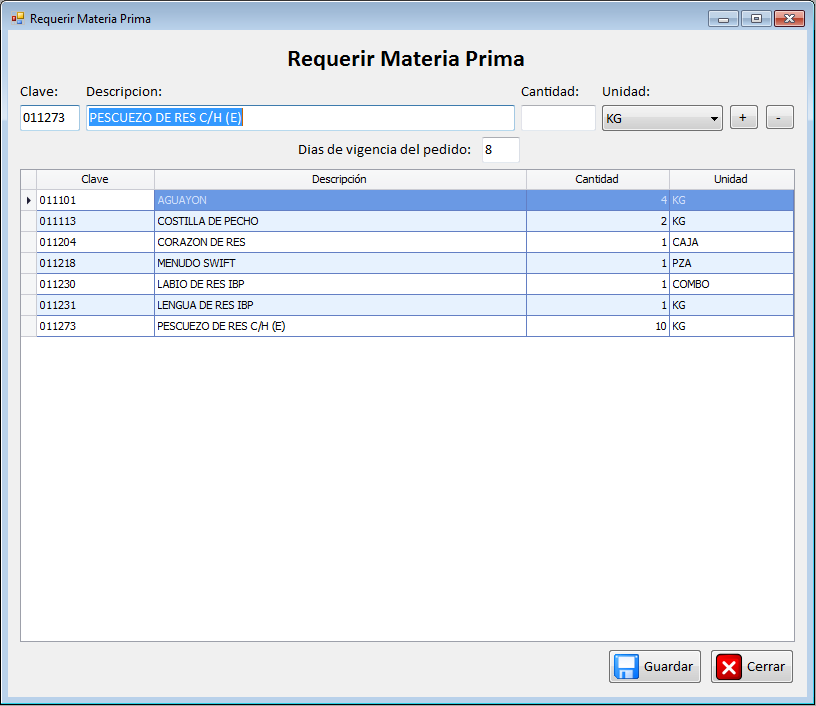 Requerir Materia Prima
Requerir Materia Prima
Clave: Descripcion: Cantidad: Unidad:
011273 PESCUEZO DE RES C/H (E) KG + -
Dias de vigencia del pedido: 8
Clave Descripción Cantidad Unidad
011101 AGUAYON 4 KG
011113 COSTILLA DE PECHO 2 KG
011204 CORAZON DE RES 1 CAJA
011218 MENUDO SWIFT 1 PZA
011230 LABIO DE RES IBP 1 COMBO
011231 LENGUA DE RES IBP 1 KG
011273 PESCUEZO DE RES C/H (E) 10 KG
Guardar Cerrar